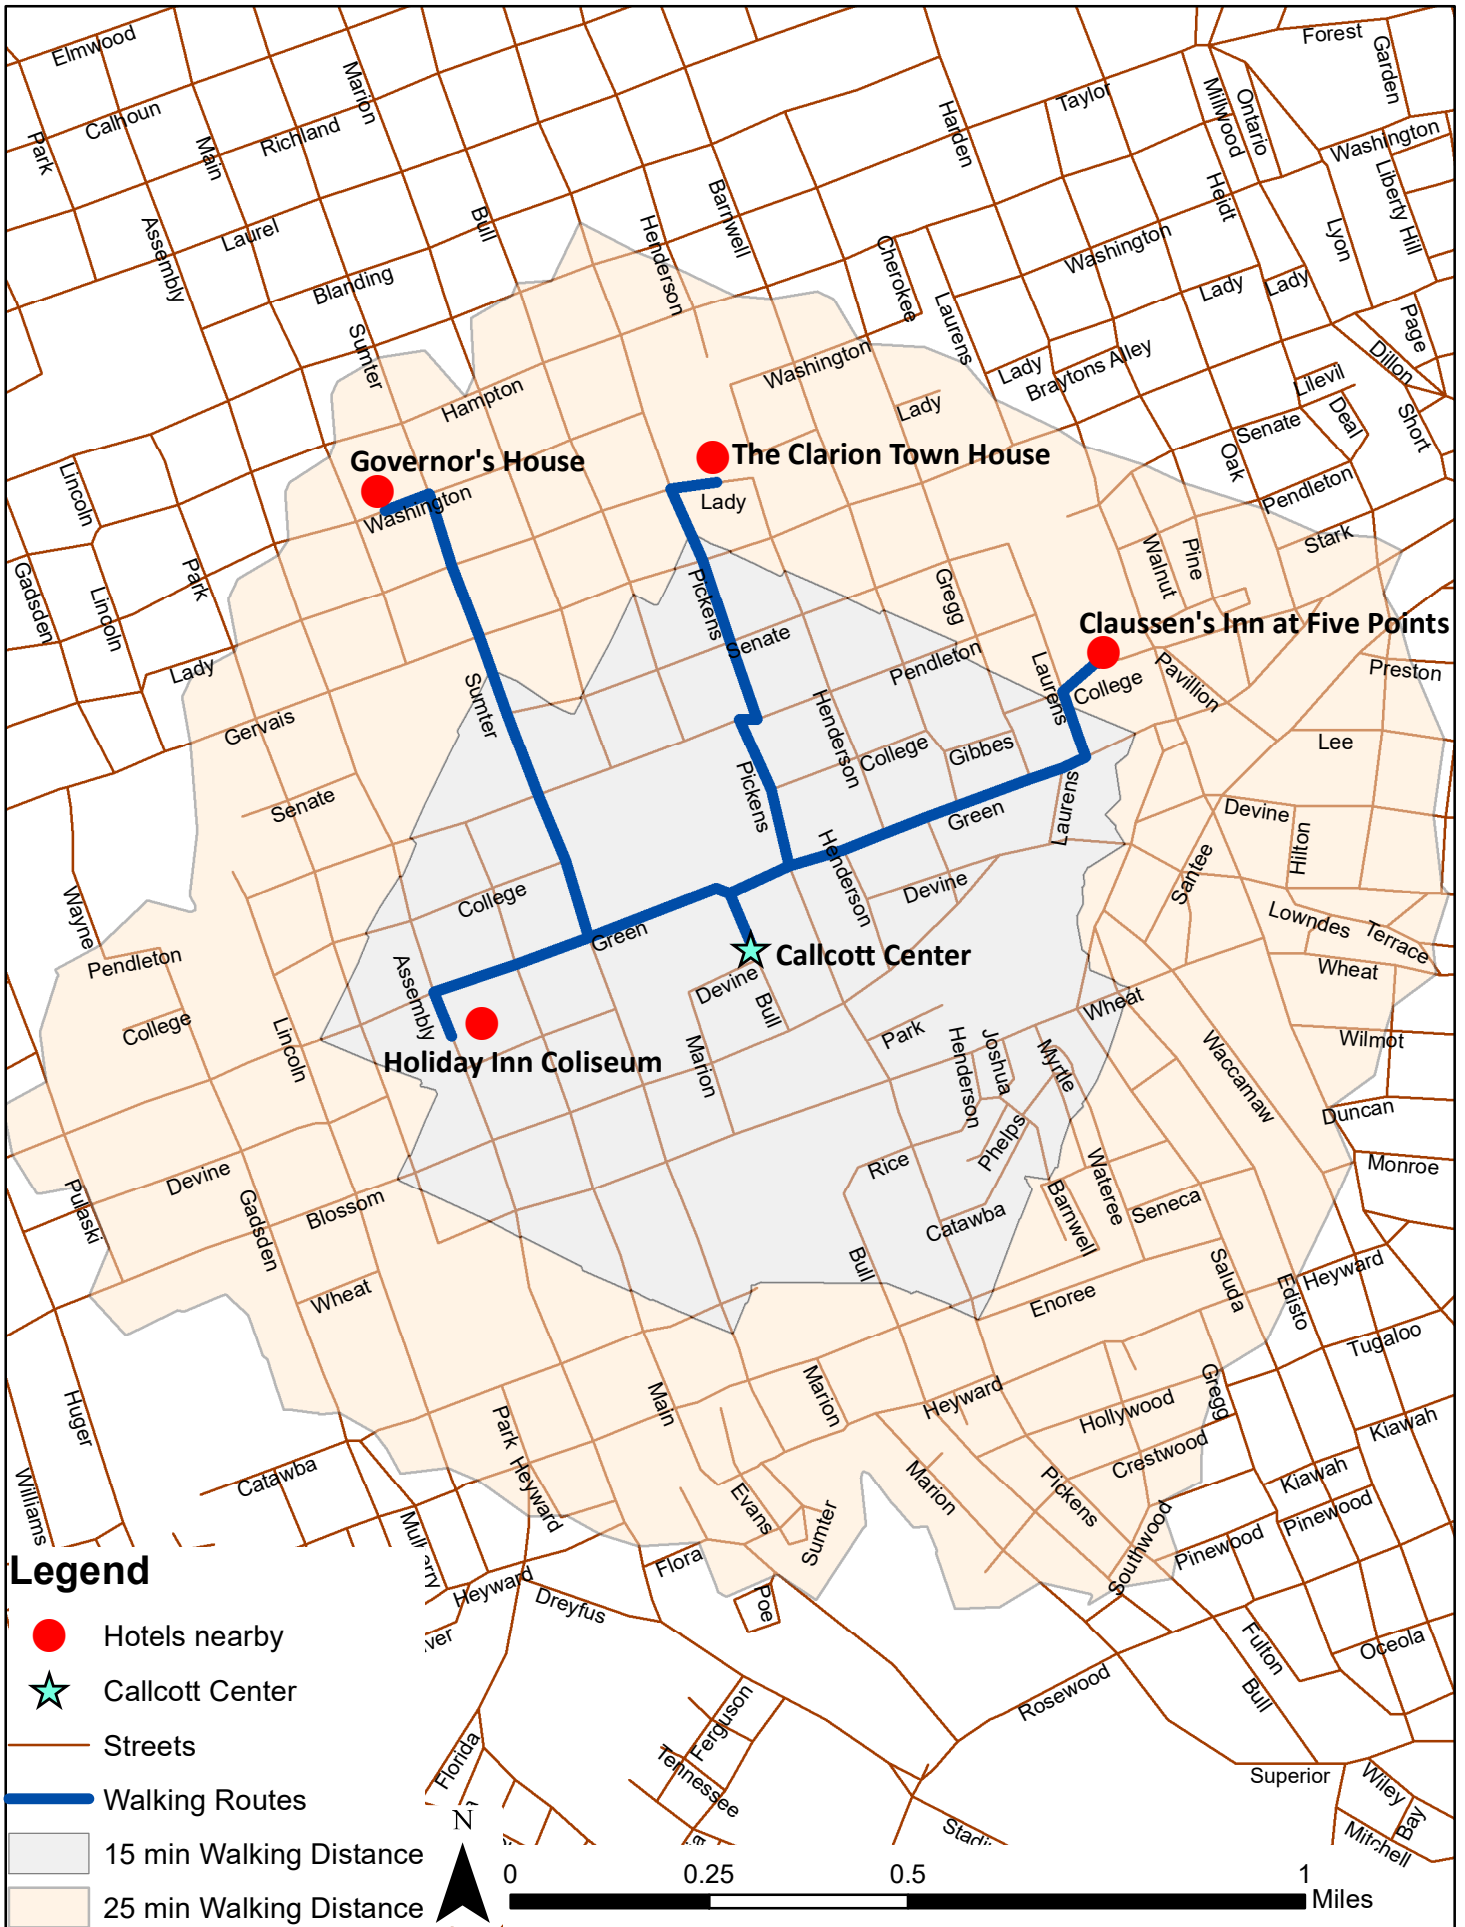 Elmwood
Forest
Garden
Calhoun
Marion
Taylor
Millwood
Ontario
Park
Main
Richland
Harden
Washington
Liberty Hill
Assembly
Laurel
Bull
Barnwell
Henderson
Heidt
Lyon
Blanding
Cherokee
Washington
Lady
Lady
Sumter
Laurens
Page
Dillon
Washington
Lady
Braytons Alley
Hampton
Lady
Lilevil
Deal
Short
Senate
Oak
Governor's House
The Clarion Town House
Lincoln
Washington
Lady
Pendleton
Gadsden
Lincoln
Park
Pickens
Gregg
Walnut
Pine
Stark
Claussen's Inn at Five Points
Senate
Pendleton
Lady
Laurens
College
Pavillion
Preston
Gervais
Sumter
Henderson
College
Gibbes
Lee
Senate
Pickens
Green
Laurens
Devine
Hilton
Wayne
College
Henderson
Devine
Santee
Lowndes
Terrace
Pendleton
Green
Callcott Center
Wheat
Assembly
Devine
Bull
College
Lincoln
Park
Wheat
Wilmot
Holiday Inn Coliseum
Marion
Henderson
Joshua
Myrtle
Waccamaw
Duncan
Phelps
Monroe
Devine
Rice
Wateree
Pulaski
Gadsden
Blossom
Catawba
Barnwell
Seneca
Bull
Saluda
Edisto
Heyward
Wheat
Enoree
Tugaloo
Huger
Main
Marion
Heyward
Hollywood
Gregg
Kiawah
Park
Crestwood
Williams
Catawba
Heyward
Evans
Sumter
Marion
Pickens
Kiawah
Pinewood
Mulberry
Southwood
Pinewood
Flora
Heyward
Dreyfus
Poe
Fulton
Oceola
Rosewood
Bull
Ferguson
Florida
Tennessee
Superior
Wiley
Bay
Mitchell
Legend
Hotels nearby
Callcott Center
Streets
Walking Routes
15 min Walking Distance
25 min Walking Distance
N
0 0.25 0.5 1
Miles